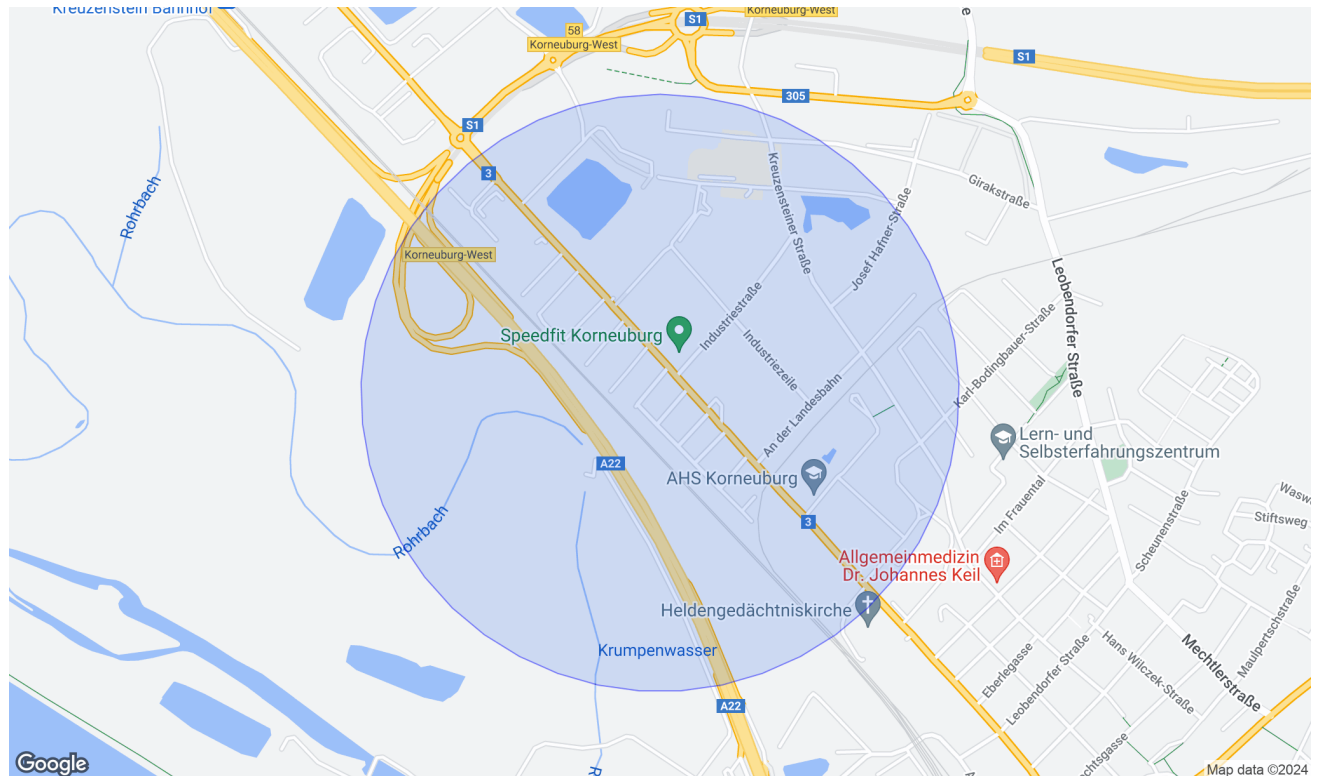 Kreuzenstein Bahnhof
58
Korneuburg-West
S1
Korneuburg-West
e
S1
305
S1
3
Rohrbach
Kreuzensteiner Straße
Girakstraße
Josef Hafner-Straße
Korneuburg-West
Leobendorfer Straße
Speedfit Korneuburg
Industriestraße
Industriezeile
Karl-Bodingbauer-Straße
An der Landesbahn
Lern- und
Selbsterfahrungszentrum
A22
AHS Korneuburg
Im Frauental
Scheunenstraße
Stiftsweg
3
Rohrbach
Allgemeinmedizin
Dr. Johannes Keil
Heldengedächtniskirche
Krumpenwasser
Eberlegasse
Leobendorfer Straße
Hans Wilczek-Straße
Maulpertschstraße
Mechtlerstraße
A22
Google
Map data ©2024